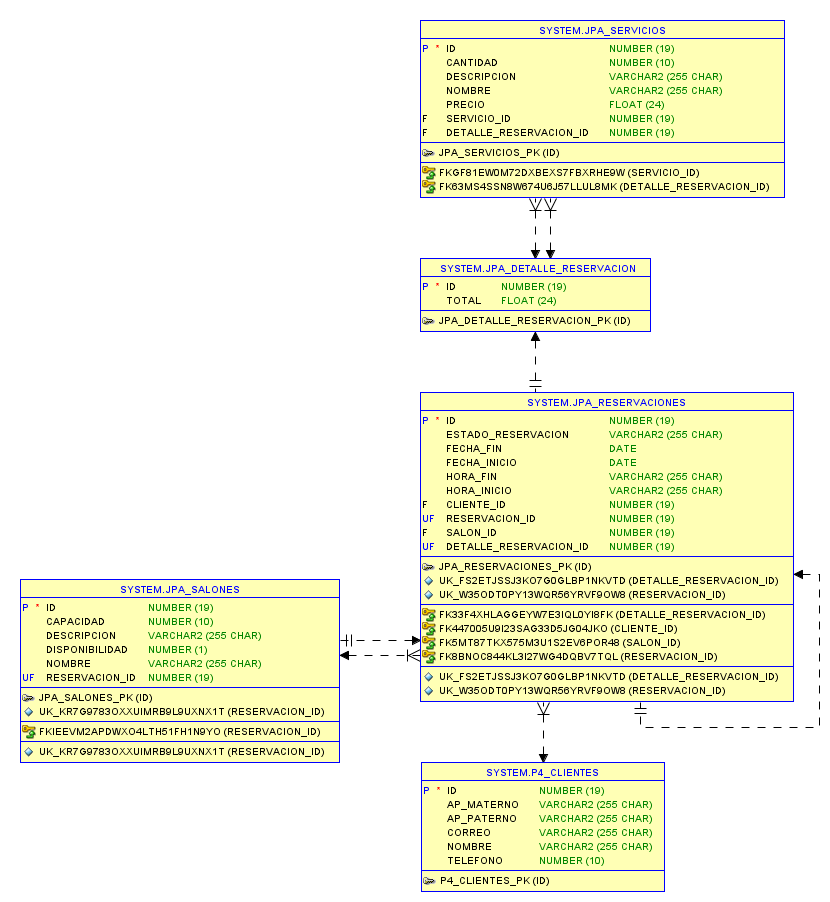 SYSTEM.JPA_SERVICIOS
P * ID NUMBER (19)
CANTIDAD NUMBER (10)
DESCRIPCION VARCHAR2 (255 CHAR)
NOMBRE VARCHAR2 (255 CHAR)
PRECIO FLOAT (24)
F SERVICIO_ID NUMBER (19)
F DETALLE_RESERVACION_ID NUMBER (19)
JPA_SERVICIOS_PK (ID)
FKGF81EW0M72DXBEXS7FBXRHE9W (SERVICIO_ID)
FK63MS4SSN8W674U6J57LLUL8MK (DETALLE_RESERVACION_ID)
SYSTEM.JPA_DETALLE_RESERVACION
P * ID NUMBER (19)
TOTAL FLOAT (24)
JPA_DETALLE_RESERVACION_PK (ID)
SYSTEM.JPA_RESERVACIONES
P * ID NUMBER (19)
ESTADO_RESERVACION VARCHAR2 (255 CHAR)
FECHA_FIN DATE
FECHA_INICIO DATE
HORA_FIN VARCHAR2 (255 CHAR)
HORA_INICIO VARCHAR2 (255 CHAR)
F CLIENTE_ID NUMBER (19)
UF RESERVACION_ID NUMBER (19)
F SALON_ID NUMBER (19)
UF DETALLE_RESERVACION_ID NUMBER (19)
JPA_RESERVACIONES_PK (ID)
UK_FS2ETJSSJ3KO7G0GLBP1NKVTD (DETALLE_RESERVACION_ID)
UK_W35ODT0PY13WQR56YRVF9OW8 (RESERVACION_ID)
FK33F4XHLAGGEYW7E3IQL0YI8FK (DETALLE_RESERVACION_ID)
FK447005U9I23SAG33D5JG04JKO (CLIENTE_ID)
FK5MT87TKX575M3U1S2EV6POR48 (SALON_ID)
FK8BNOC844KL3I27WG4DQBV7TQL (RESERVACION_ID)
UK_FS2ETJSSJ3KO7G0GLBP1NKVTD (DETALLE_RESERVACION_ID)
UK_W35ODT0PY13WQR56YRVF9OW8 (RESERVACION_ID)
SYSTEM.JPA_SALONES
P * ID NUMBER (19)
CAPACIDAD NUMBER (10)
DESCRIPCION VARCHAR2 (255 CHAR)
DISPONIBILIDAD NUMBER (1)
NOMBRE VARCHAR2 (255 CHAR)
UF RESERVACION_ID NUMBER (19)
JPA_SALONES_PK (ID)
UK_KR7G9783OXXUIMRB9L9UXNX1T (RESERVACION_ID)
FKIEEVM2APDWXO4LTH51FH1N9YO (RESERVACION_ID)
UK_KR7G9783OXXUIMRB9L9UXNX1T (RESERVACION_ID)
SYSTEM.P4_CLIENTES
P * ID NUMBER (19)
AP_MATERNO VARCHAR2 (255 CHAR)
AP_PATERNO VARCHAR2 (255 CHAR)
CORREO VARCHAR2 (255 CHAR)
NOMBRE VARCHAR2 (255 CHAR)
TELEFONO NUMBER (10)
P4_CLIENTES_PK (ID)